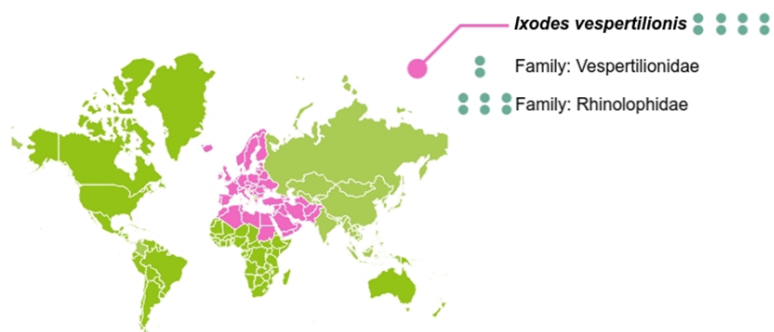 Ixodes vespertilionis
Family: Vespertilionidae
Family: Rhinolophidae